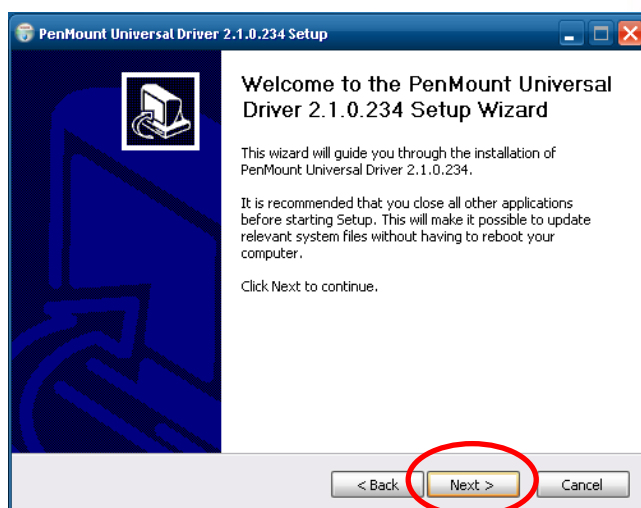 PenMount Universal Driver 2.1.0.234 Setup
Welcome to the PenMount Universal
Driver 2.1.0.234 Setup Wizard
This wizard will guide you through the installation of
PenMount Universal Driver 2.1.0.234.
It is recommended that you close all other applications
before starting Setup. This will make it possible to update
relevant system files without having to reboot your
computer.
Click Next to continue.
< Back Next > Cancel